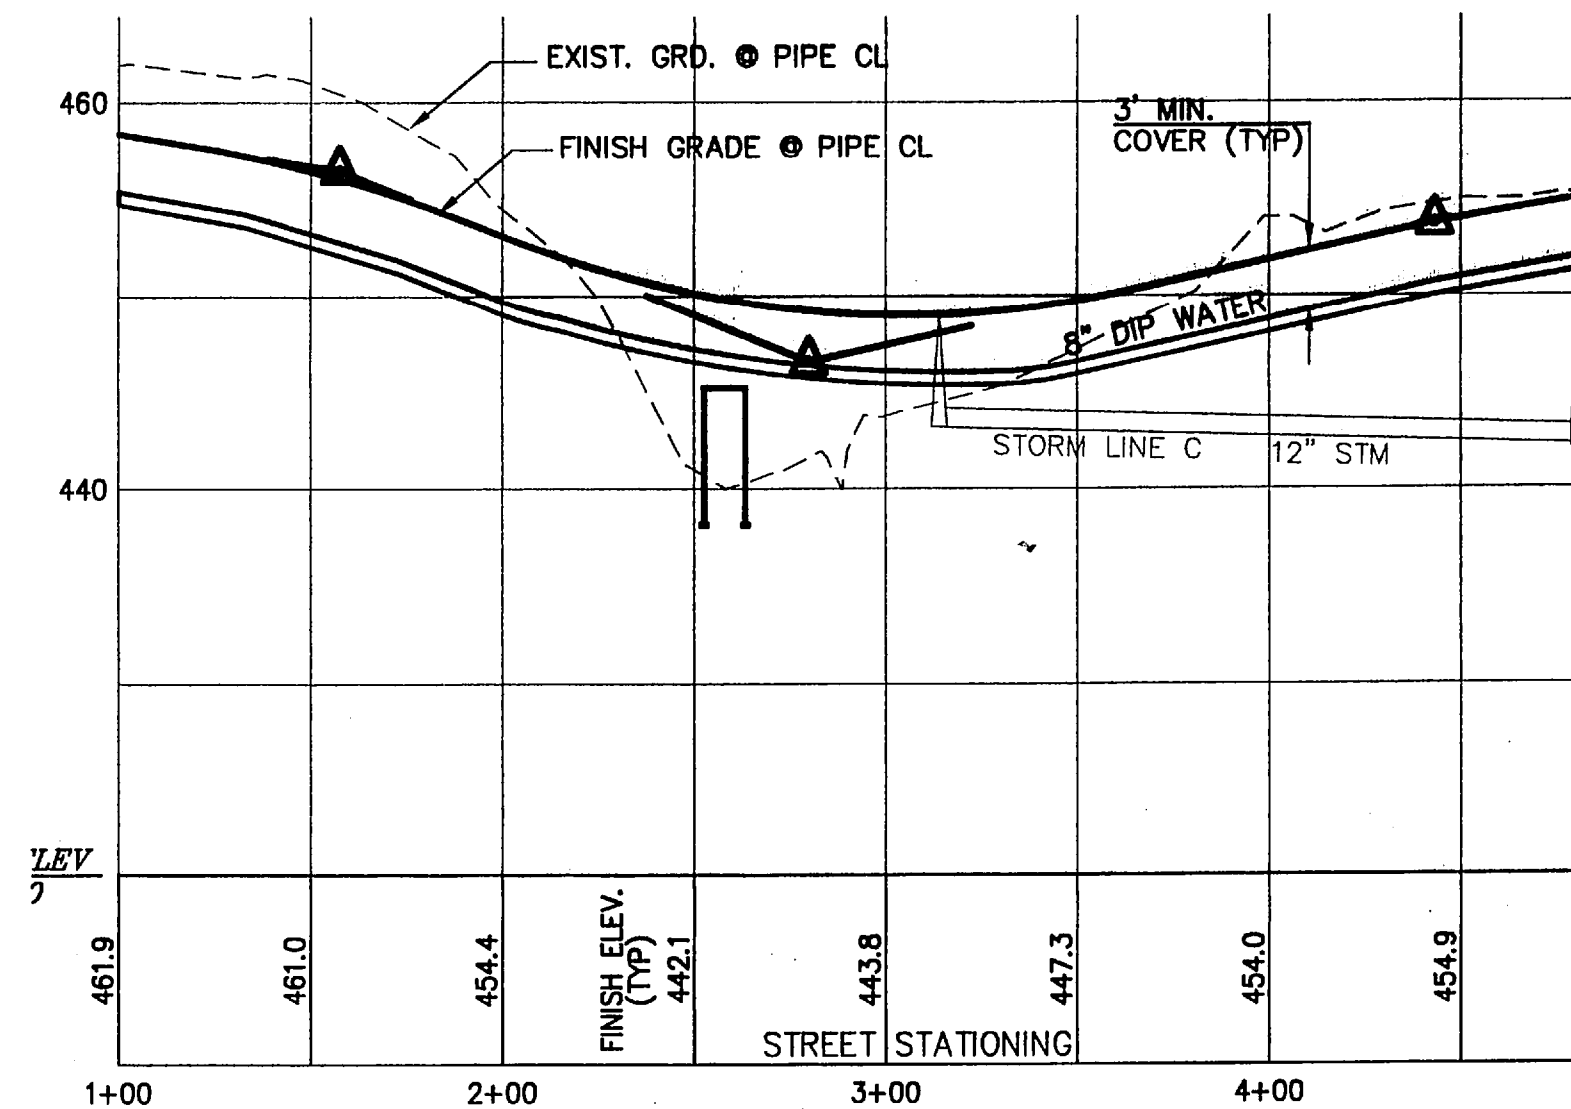 EXIST. GRD. @ PIPE CL
460
3' MIN.
COVER (TYP)
FINISH GRADE @ PIPE CL
8" DIP WATER
STORM LINE C 12" STM
440
461.9
461.0
454.4
FINISH ELEV.
(TYP)
442.1
443.8
447.3
454.0
454.9
STREET STATIONING
1+00 2+00 3+00 4+00